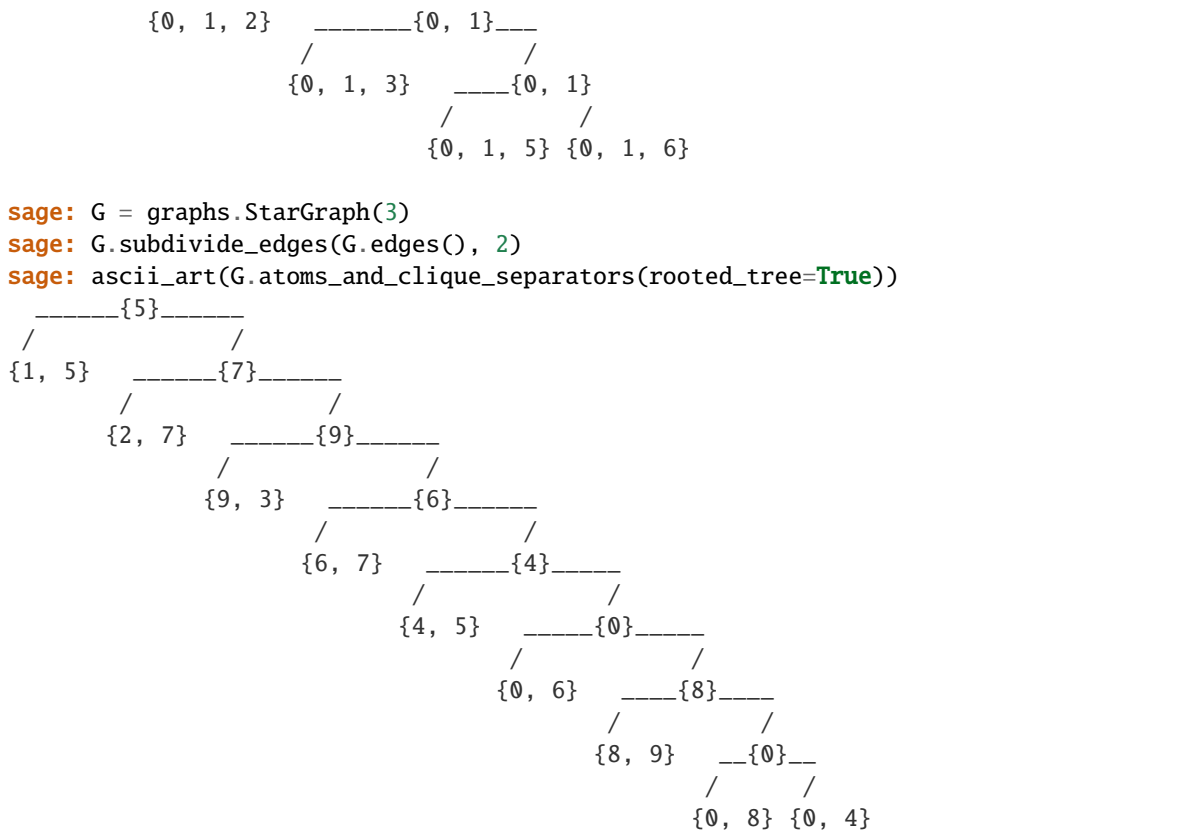 {0, 1, 2}   _______{0, 1}___
/                 /
{0, 1, 3}   ____{0, 1}
/          /
{0, 1, 5} {0, 1, 6}
sage: G = graphs.StarGraph(3)
sage: G.subdivide_edges(G.edges(), 2)
sage: ascii_art(G.atoms_and_clique_separators(rooted_tree=True))
______{5}______
/                /
{1, 5}   ______{7}______
/                /
{2, 7}   ______{9}______
/                /
{9, 3}   ______{6}______
/                /
{6, 7}   ______{4}_____
/               /
{4, 5}   _____{0}_____
/              /
{0, 6}   ____{8}____
/            /
{8, 9}   __{0}__
/       /
{0, 8} {0, 4}